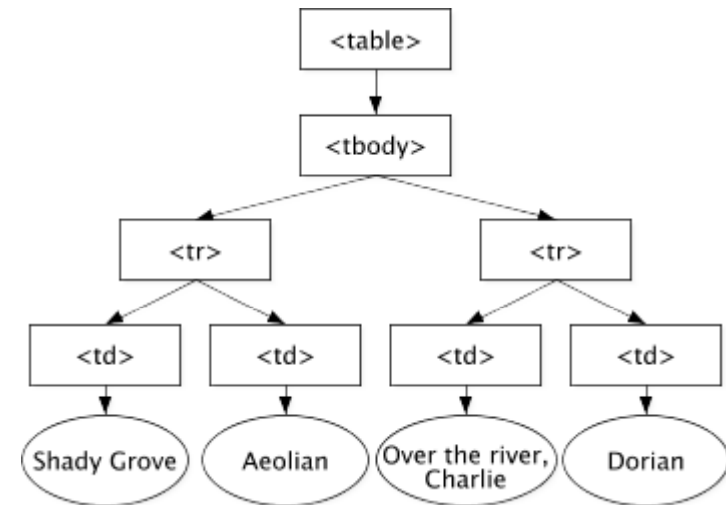 <table>
<tbody>
<tr>
<tr>
<td>
<td>
<td>
<td>
Shady Grove
Aeolian
Over the river,
Charlie
Dorian